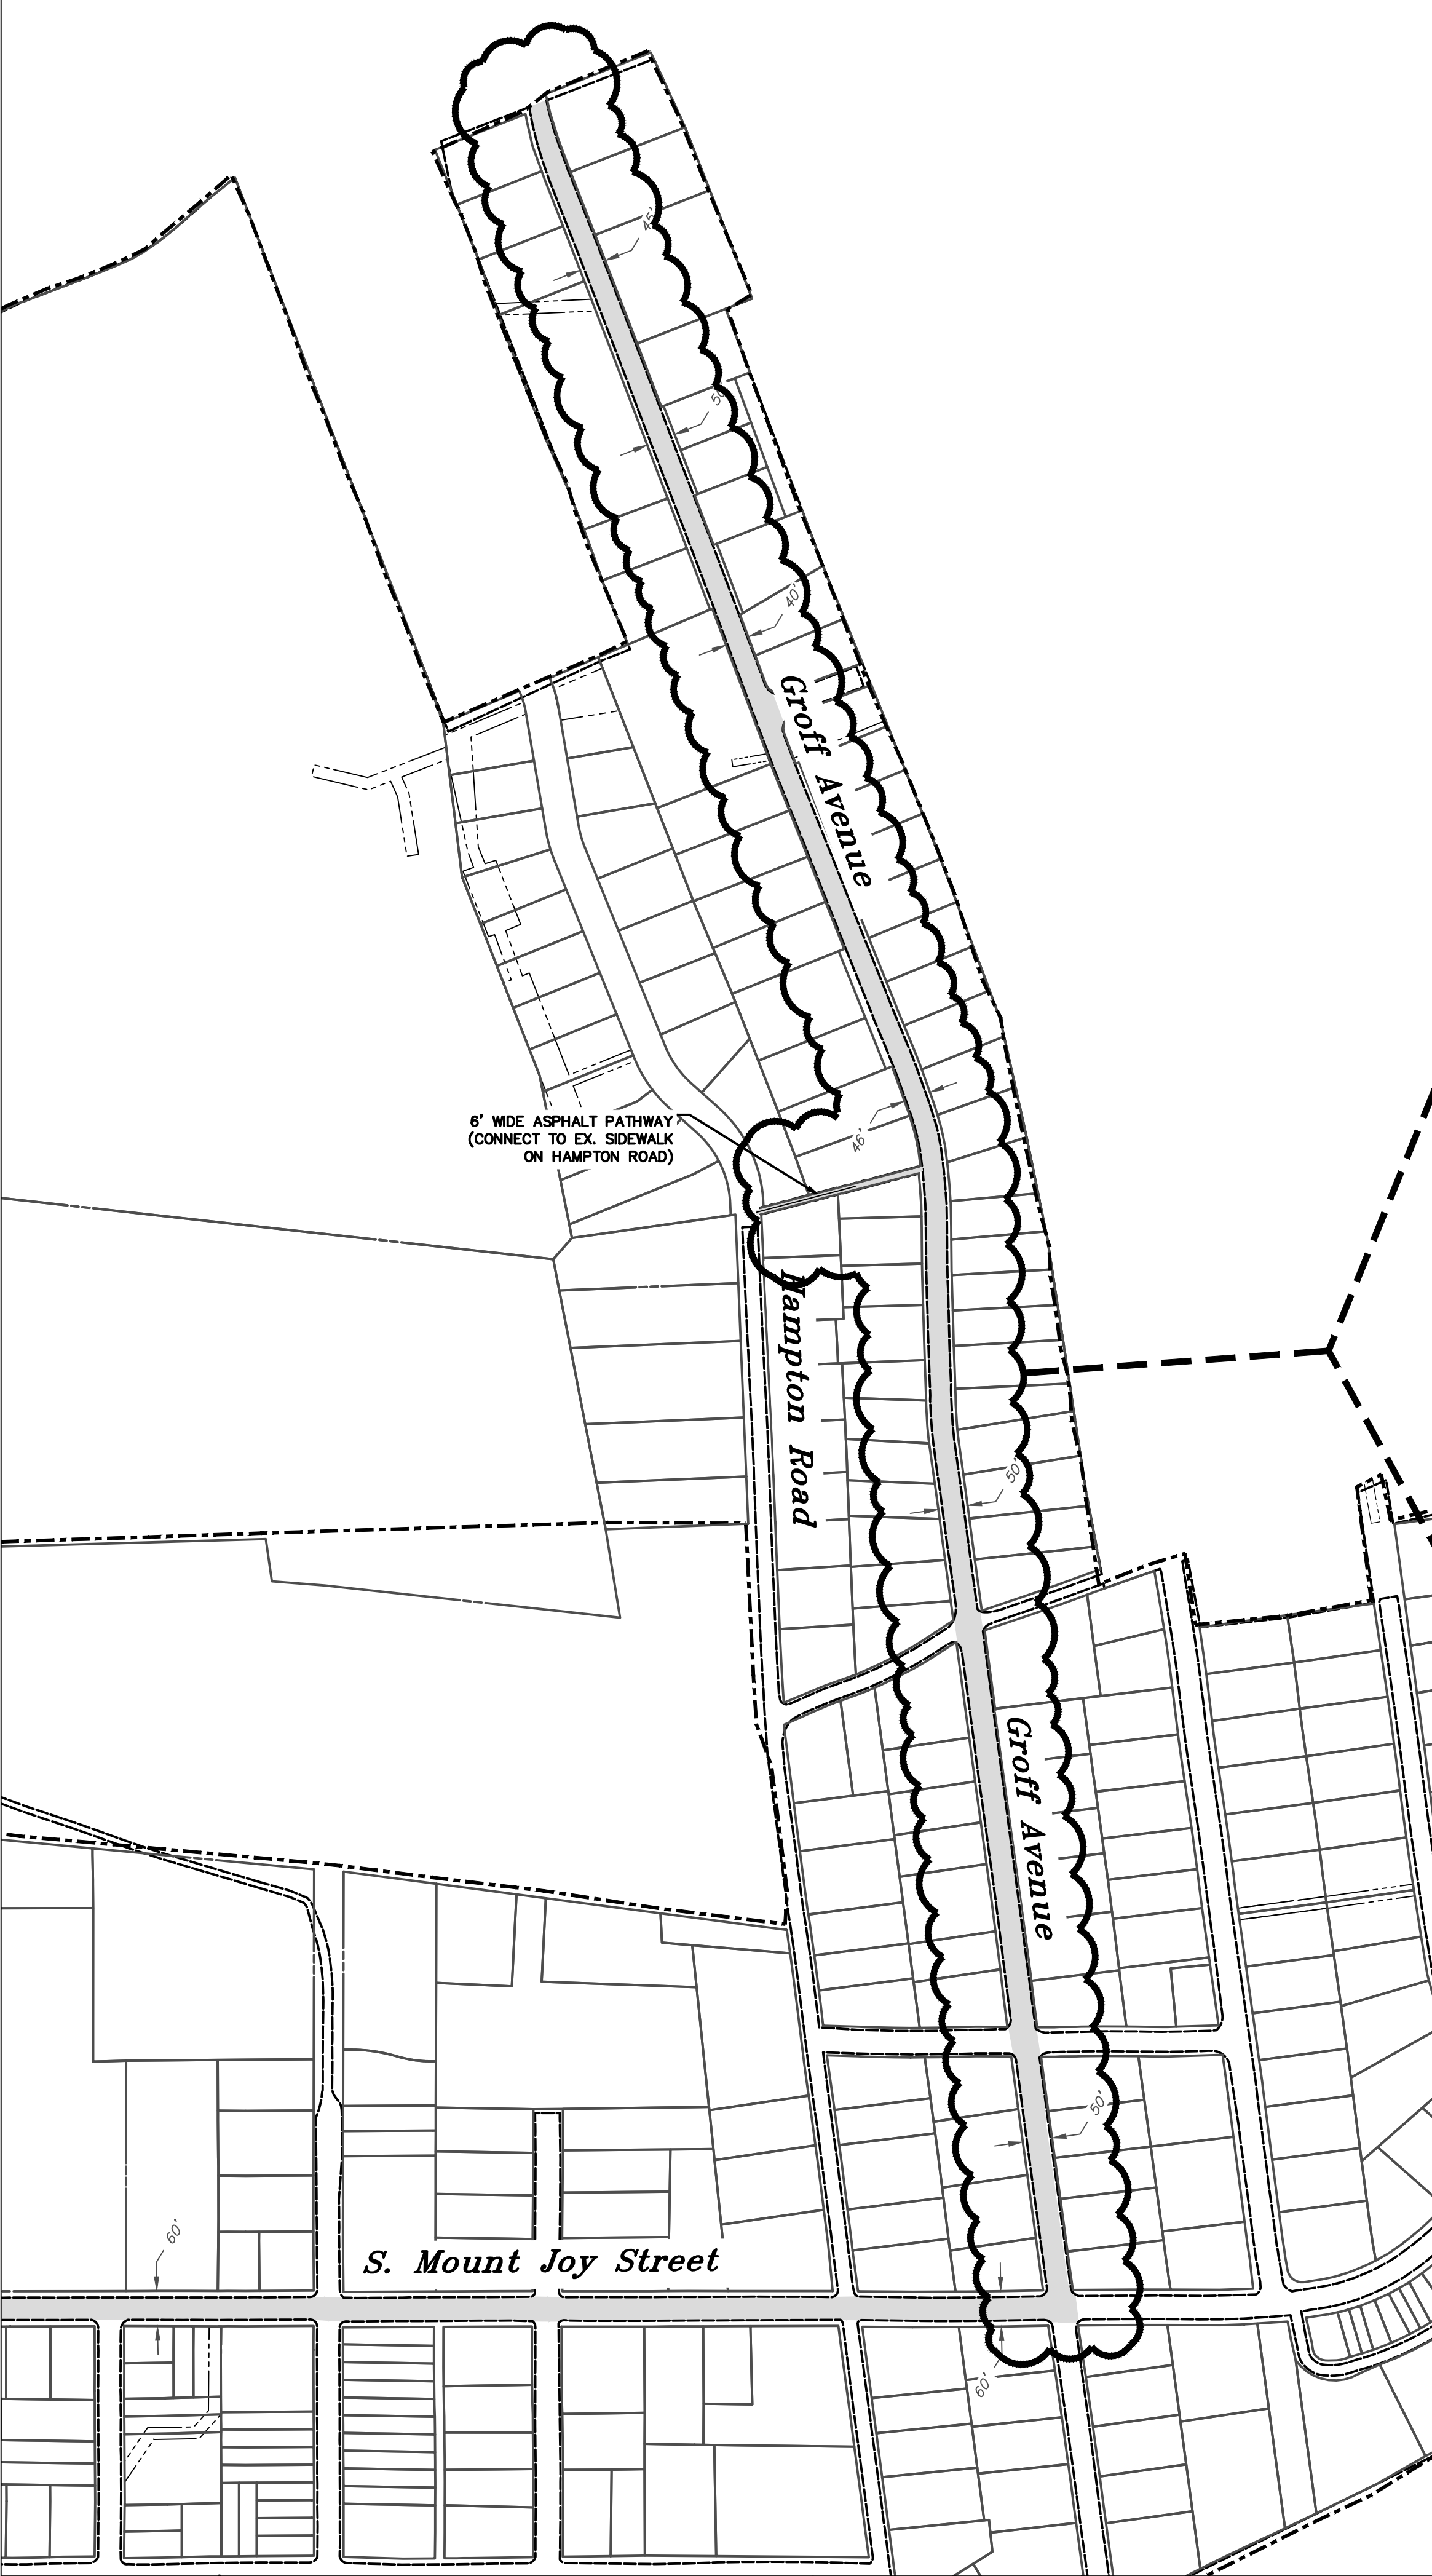 45'
50'
40'
Groff Avenue
6' WIDE ASPHALT PATHWAY
(CONNECT TO EX. SIDEWALK
ON HAMPTON ROAD)
46'
Hampton Road
50'
Groff Avenue
50'
60'
S. Mount Joy Street
60'